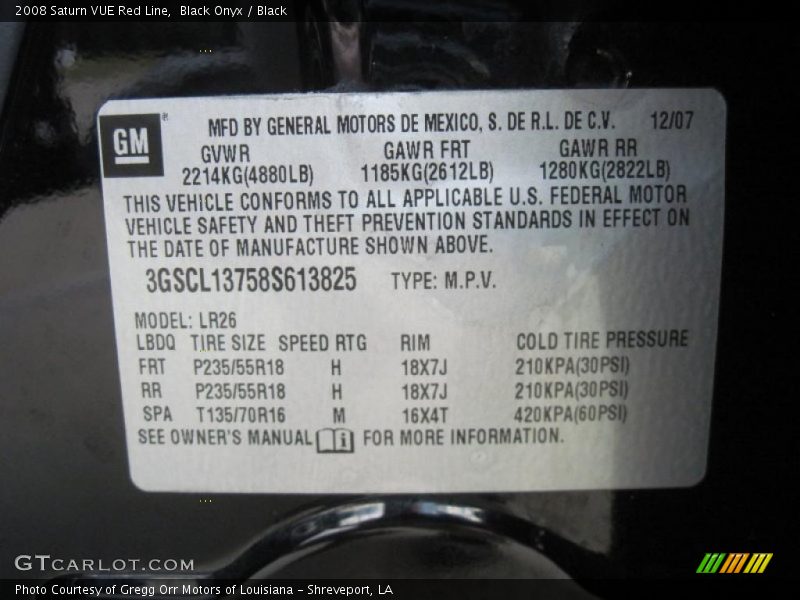 2008 Saturn VUE Red Line, Black Onyx / Black
GM
MFD BY GENERAL MOTORS DE MEXICO, S. DE R.L. DE C.V. 12/07
GVWR GAWR FRT GAWR RR
2214KG(4880LB) 1185KG(2612LB) 1280KG(2822LB)
THIS VEHICLE CONFORMS TO ALL APPLICABLE U.S. FEDERAL MOTOR
VEHICLE SAFETY AND THEFT PREVENTION STANDARDS IN EFFECT ON
THE DATE OF MANUFACTURE SHOWN ABOVE.
3GSCL13758S613825 TYPE: M.P.V.
MODEL: LR26
LBDQ TIRE SIZE SPEED RTG RIM COLD TIRE PRESSURE
FRT P235/55R18 H 18X7J 210KPA(30PSI)
RR P235/55R18 H 18X7J 210KPA(30PSI)
SPA T135/70R16 M 16X4T 420KPA(60PSI)
SEE OWNER'S MANUAL FOR MORE INFORMATION.
GTCARLOT.COM
Photo Courtesy of Gregg Orr Motors of Louisiana - Shreveport, LA